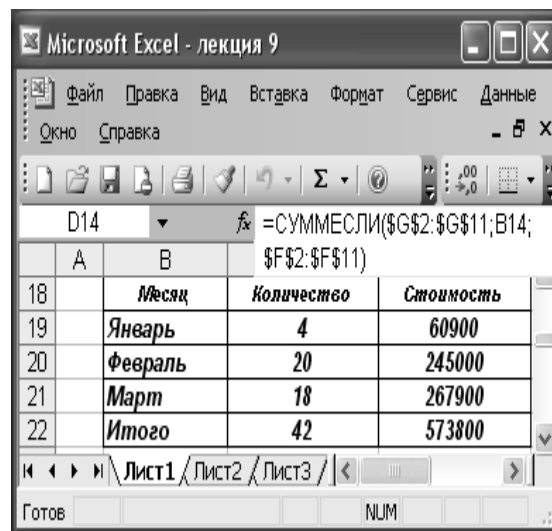 Microsoft Excel - лекция 9
Файл Правка Вид Вставка Формат Сервис Данные
Окно Справка
D14 fx =СУММЕСЛИ($G$2:$G$11;B14;
$F$2:$F$11)
A B
18 Месяц Количество Стоимость
19 Январь 4 60900
20 Февраль 20 245000
21 Март 18 267900
22 Итого 42 573800
Лист1 Лист2 Лист3
Готов NUM